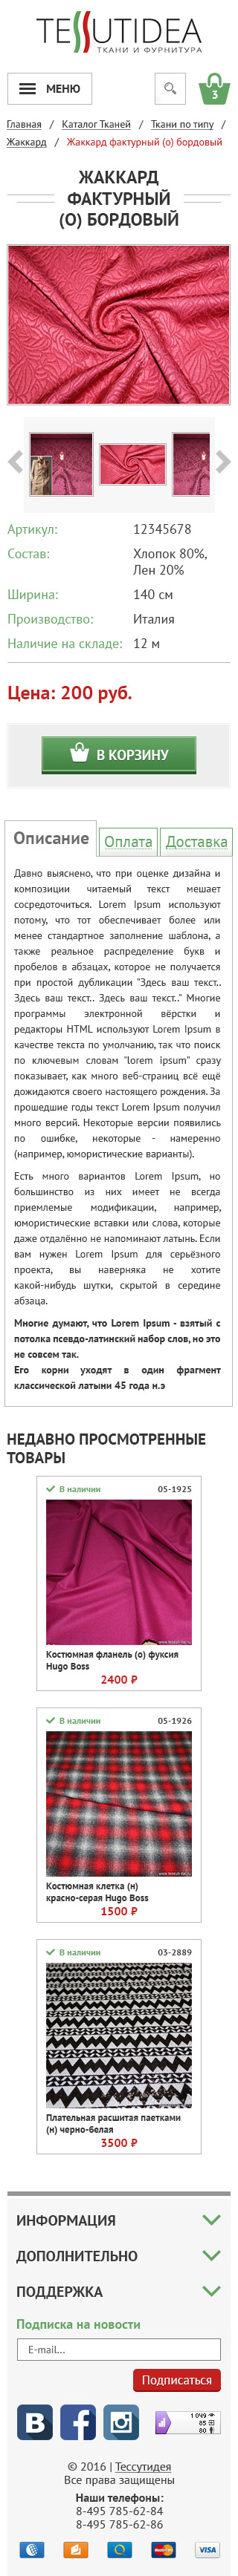 TESSUTIDEA
ТКАНИ И ФУРНИТУРА
МЕНЮ
3
Главная / Каталог Тканей / Ткани по типу /
Жаккард / Жаккард фактурный (о) бордовый
ЖАККАРД
ФАКТУРНЫЙ
(О) БОРДОВЫЙ
Артикул: 12345678
Состав: Хлопок 80%,
Лен 20%
Ширина: 140 см
Производство: Италия
Наличие на складе: 12 м
Цена: 200 руб.
В КОРЗИНУ
Описание Оплата Доставка
Давно выяснено, что при оценке дизайна и
композиции читаемый текст мешает
сосредоточиться. Lorem Ipsum используют
потому, что тот обеспечивает более или
менее стандартное заполнение шаблона, а
также реальное распределение букв и
пробелов в абзацах, которое не получается
при простой дубликации "Здесь ваш текст..
Здесь ваш текст.. Здесь ваш текст.." Многие
программы электронной вёрстки и
редакторы HTML используют Lorem Ipsum в
качестве текста по умолчанию, так что поиск
по ключевым словам "lorem ipsum" сразу
показывает, как много веб-страниц всё ещё
дожидаются своего настоящего рождения. За
прошедшие годы текст Lorem Ipsum получил
много версий. Некоторые версии появились
по ошибке, некоторые - намеренно
(например, юмористические варианты).
Есть много вариантов Lorem Ipsum, но
большинство из них имеет не всегда
приемлемые модификации, например,
юмористические вставки или слова, которые
даже отдалённо не напоминают латынь. Если
вам нужен Lorem Ipsum для серьёзного
проекта, вы наверняка не хотите
какой-нибудь шутки, скрытой в середине
абзаца.
Многие думают, что Lorem Ipsum - взятый с
потолка псевдо-латинский набор слов, но это
не совсем так.
Его корни уходят в один фрагмент
классической латыни 45 года н.э
НЕДАВНО ПРОСМОТРЕННЫЕ
ТОВАРЫ
В наличии 05-1925
Костюмная фланель (о) фуксия
Hugo Boss
2400 ₽
В наличии 05-1926
Костюмная клетка (н)
красно-серая Hugo Boss
1500 ₽
В наличии 03-2889
Плательная расшитая паетками
(н) черно-белая
3500 ₽
ИНФОРМАЦИЯ
ДОПОЛНИТЕЛЬНО
ПОДДЕРЖКА
Подписка на новости
E-mail...
Подписаться
1 049
85
80
© 2016 | Тессутидея
Все права защищены
Наши телефоны:
8-495 785-62-84
8-495 785-62-86
MasterCard VISA